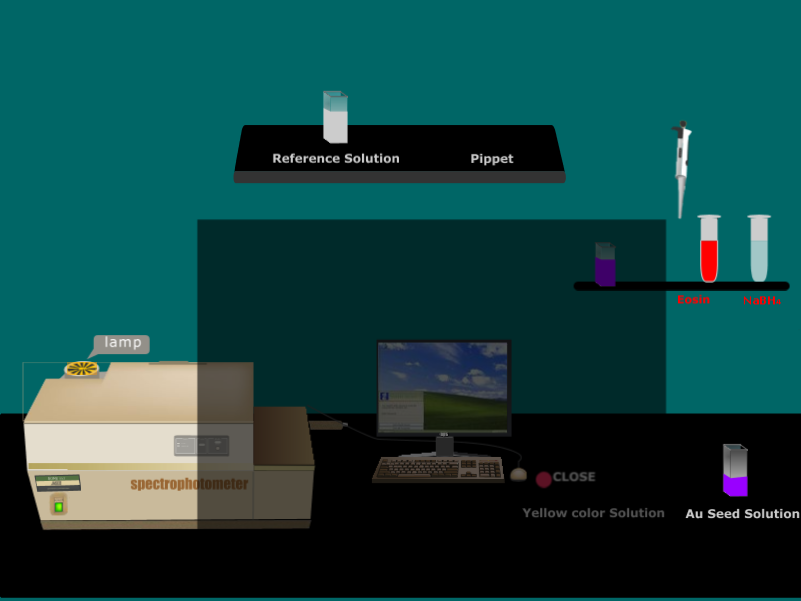 Reference Solution
Pippet
Eosin
NaBH₄
lamp
spectrophotometer
CLOSE
Yellow color Solution
Au Seed Solution